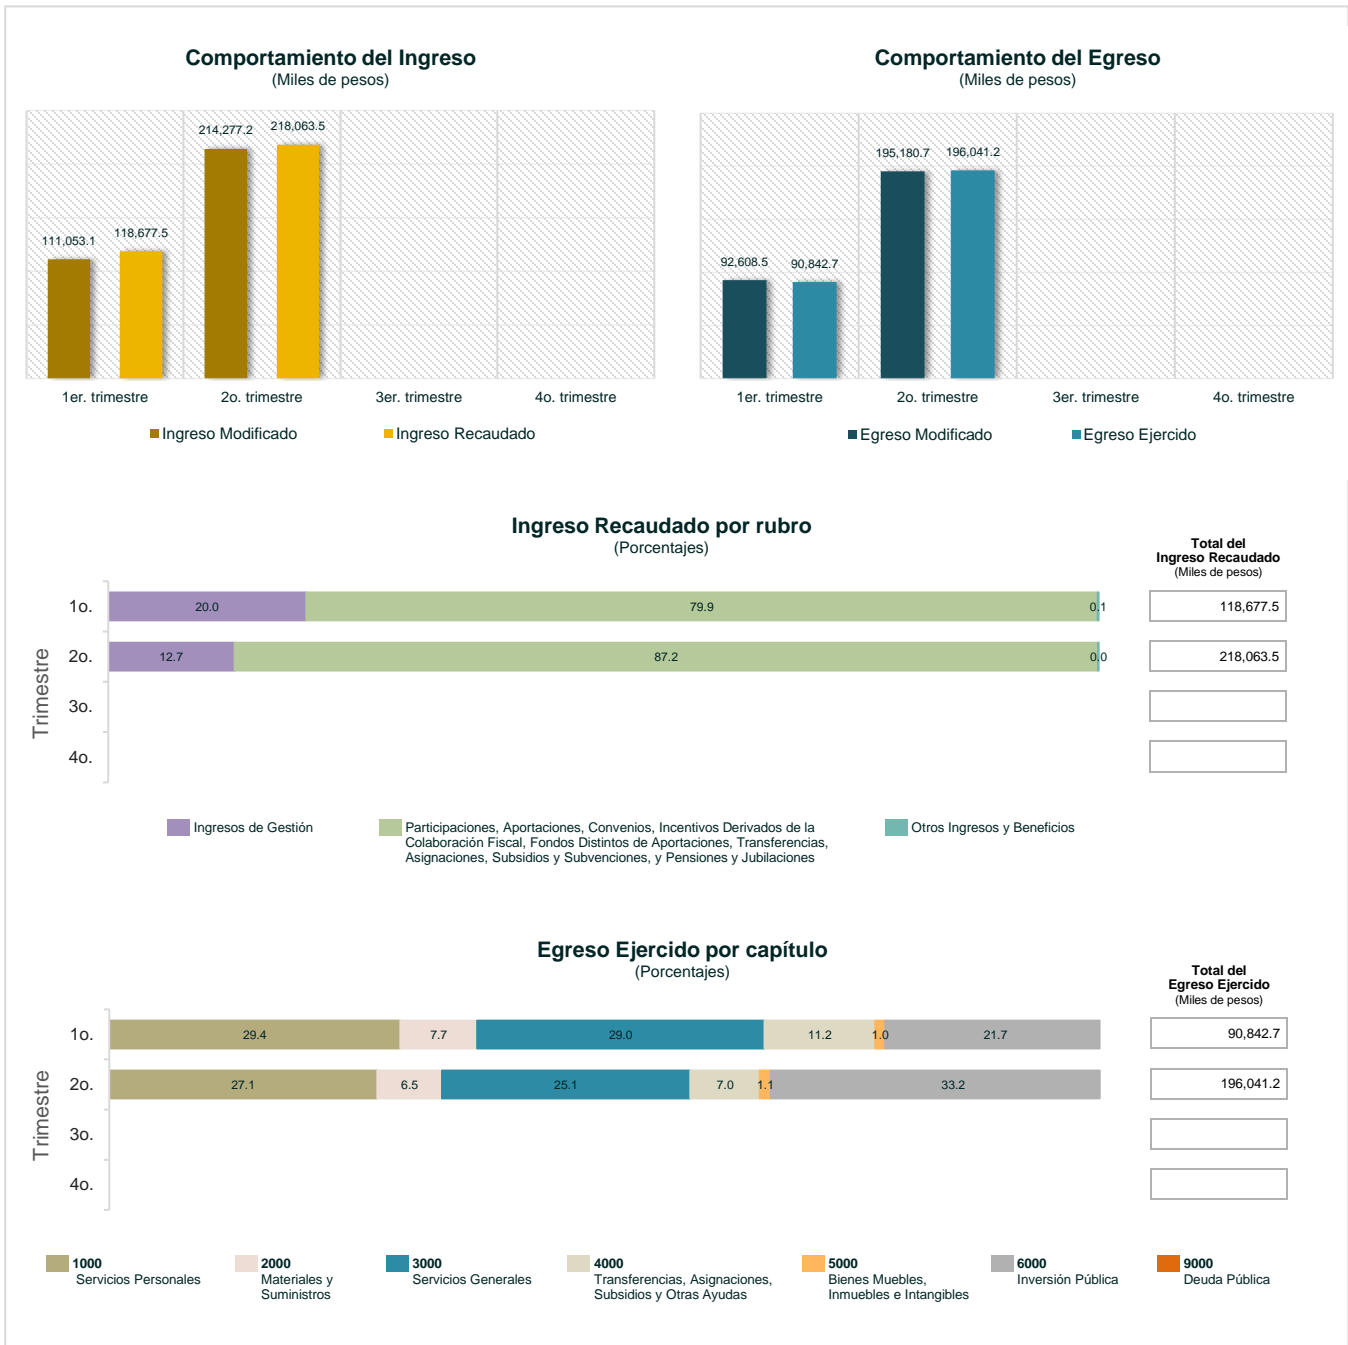 Comportamiento del Ingreso
(Miles de pesos)
111,053.1
118,677.5
214,277.2
218,063.5
1er. trimestre
2o. trimestre
3er. trimestre
4o. trimestre
Ingreso Modificado
Ingreso Recaudado
Comportamiento del Egreso
(Miles de pesos)
92,608.5
90,842.7
195,180.7
196,041.2
1er. trimestre
2o. trimestre
3er. trimestre
4o. trimestre
Egreso Modificado
Egreso Ejercido
Ingreso Recaudado por rubro
(Porcentajes)
Total del
Ingreso Recaudado
(Miles de pesos)
Trimestre
1o.
20.0
79.9
0.1
118,677.5
2o.
12.7
87.2
0.0
218,063.5
3o.
4o.
Ingresos de Gestión
Participaciones, Aportaciones, Convenios, Incentivos Derivados de la
Colaboración Fiscal, Fondos Distintos de Aportaciones, Transferencias,
Asignaciones, Subsidios y Subvenciones, y Pensiones y Jubilaciones
Otros Ingresos y Beneficios
Egreso Ejercido por capítulo
(Porcentajes)
Total del
Egreso Ejercido
(Miles de pesos)
Trimestre
1o.
29.4
7.7
29.0
11.2
1.0
21.7
90,842.7
2o.
27.1
6.5
25.1
7.0
1.1
33.2
196,041.2
3o.
4o.
1000
Servicios Personales
2000
Materiales y
Suministros
3000
Servicios Generales
4000
Transferencias, Asignaciones,
Subsidios y Otras Ayudas
5000
Bienes Muebles,
Inmuebles e Intangibles
6000
Inversión Pública
9000
Deuda Pública